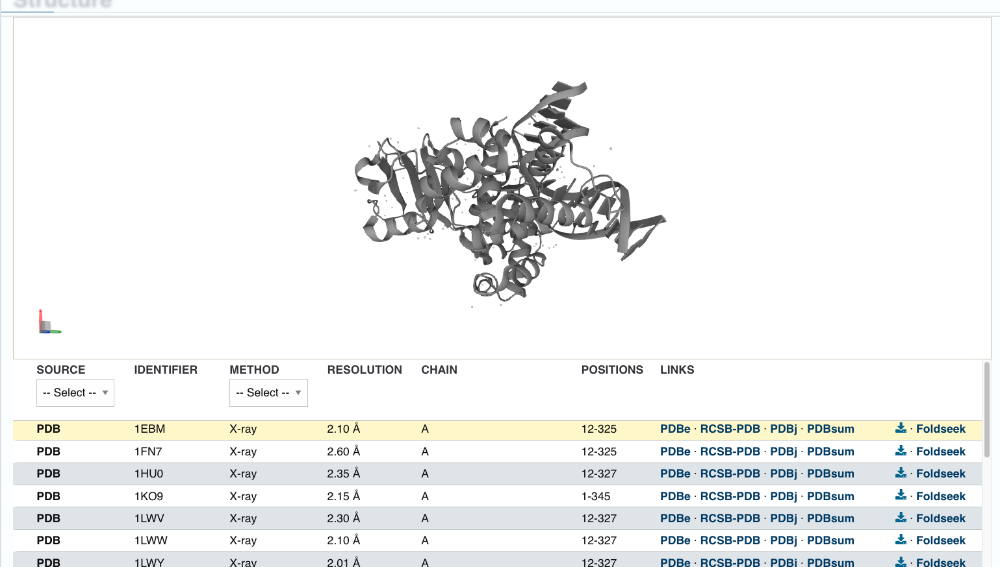 Structure
SOURCE IDENTIFIER METHOD RESOLUTION CHAIN POSITIONS LINKS
-- Select -- -- Select --
PDB 1EBM X-ray 2.10 Å A 12-325 PDBe · RCSB-PDB · PDBj · PDBsum · Foldseek
PDB 1FN7 X-ray 2.60 Å A 12-325 PDBe · RCSB-PDB · PDBj · PDBsum · Foldseek
PDB 1HU0 X-ray 2.35 Å A 12-327 PDBe · RCSB-PDB · PDBj · PDBsum · Foldseek
PDB 1KO9 X-ray 2.15 Å A 1-345 PDBe · RCSB-PDB · PDBj · PDBsum · Foldseek
PDB 1LWV X-ray 2.30 Å A 12-327 PDBe · RCSB-PDB · PDBj · PDBsum · Foldseek
PDB 1LWW X-ray 2.10 Å A 12-327 PDBe · RCSB-PDB · PDBj · PDBsum · Foldseek
PDB 1LWY X-ray 2.01 Å A 12-327 PDBe · RCSB-PDB · PDBj · PDBsum · Foldseek